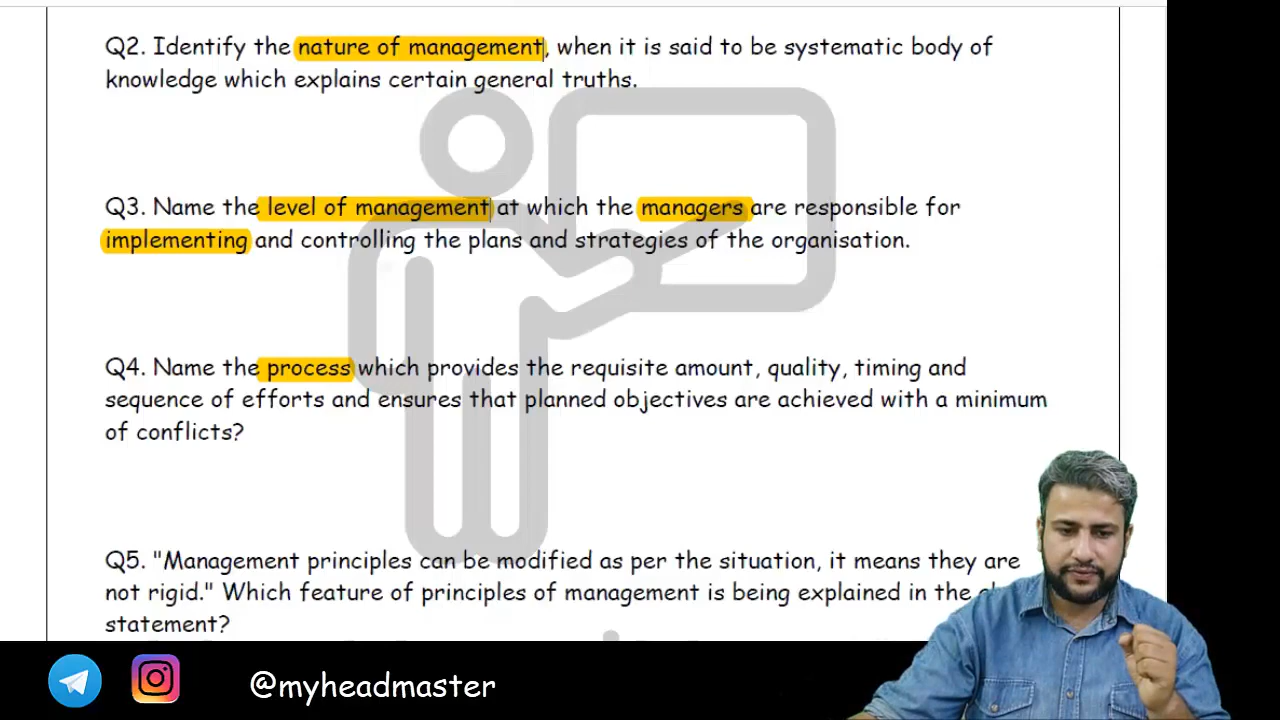 Q2. Identify the nature of management, when it is said to be systematic body of
knowledge which explains certain general truths.
Q3. Name the level of management at which the managers are responsible for
implementing and controlling the plans and strategies of the organisation.
Q4. Name the process which provides the requisite amount, quality, timing and
sequence of efforts and ensures that planned objectives are achieved with a minimum
of conflicts?
Q5. "Management principles can be modified as per the situation, it means they are
not rigid." Which feature of principles of management is being explained in the
statement?
@myheadmaster